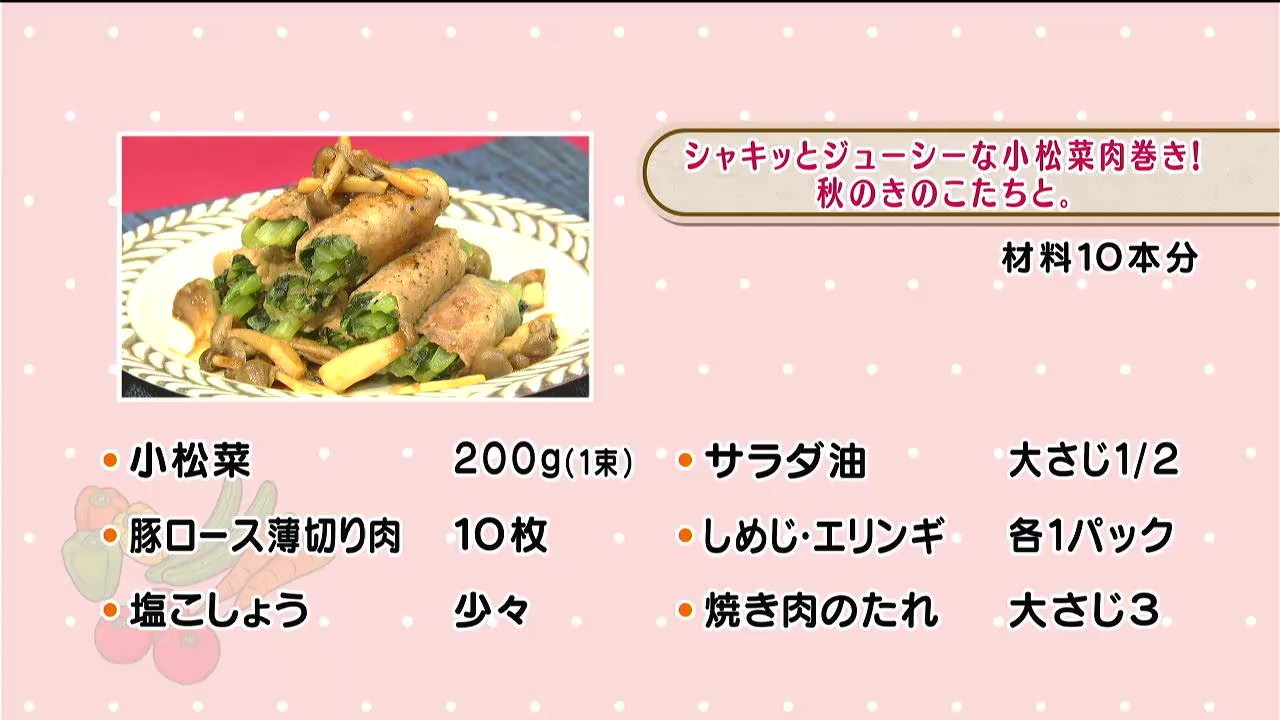 シャキッとジューシーな小松菜肉巻き!
秋のきのこたちと。
材料10本分
小松菜 200g(1束)
豚ロース薄切り肉 10枚
塩こしょう 少々
サラダ油 大さじ1/2
しめじ・エリンギ 各1パック
焼き肉のたれ 大さじ3